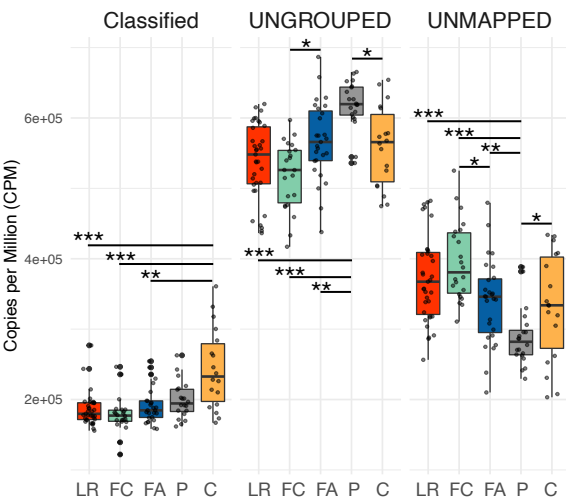 Classified UNGROUPED UNMAPPED
Copies per Million (CPM)
* *
6e+05
*** *** ** *
*
4e+05
*** *** **
*** *** **
2e+05
LR FC FA P C LR FC FA P C LR FC FA P C